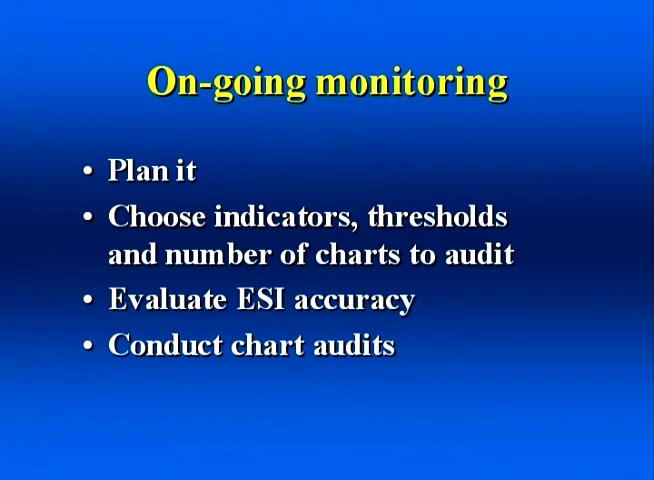 On-going monitoring
• Plan it
• Choose indicators, thresholds
and number of charts to audit
• Evaluate ESI accuracy
• Conduct chart audits